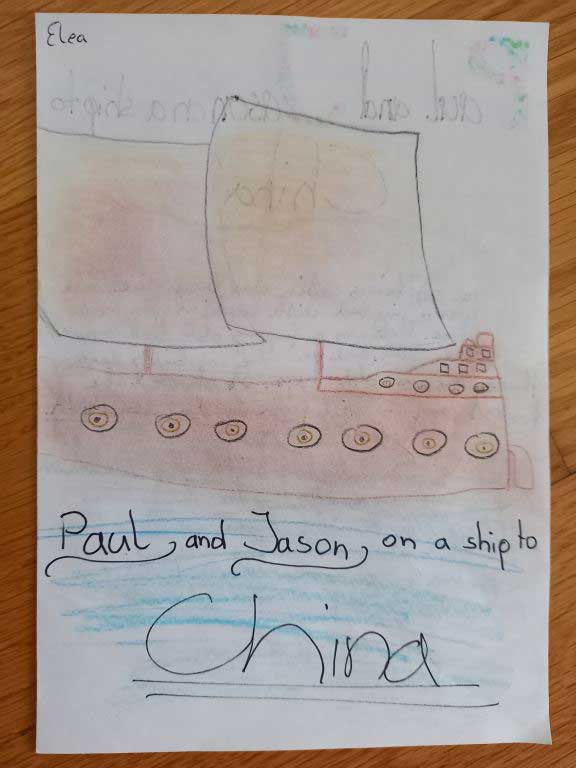 Elea
Paul, and Jason, on a ship to
China